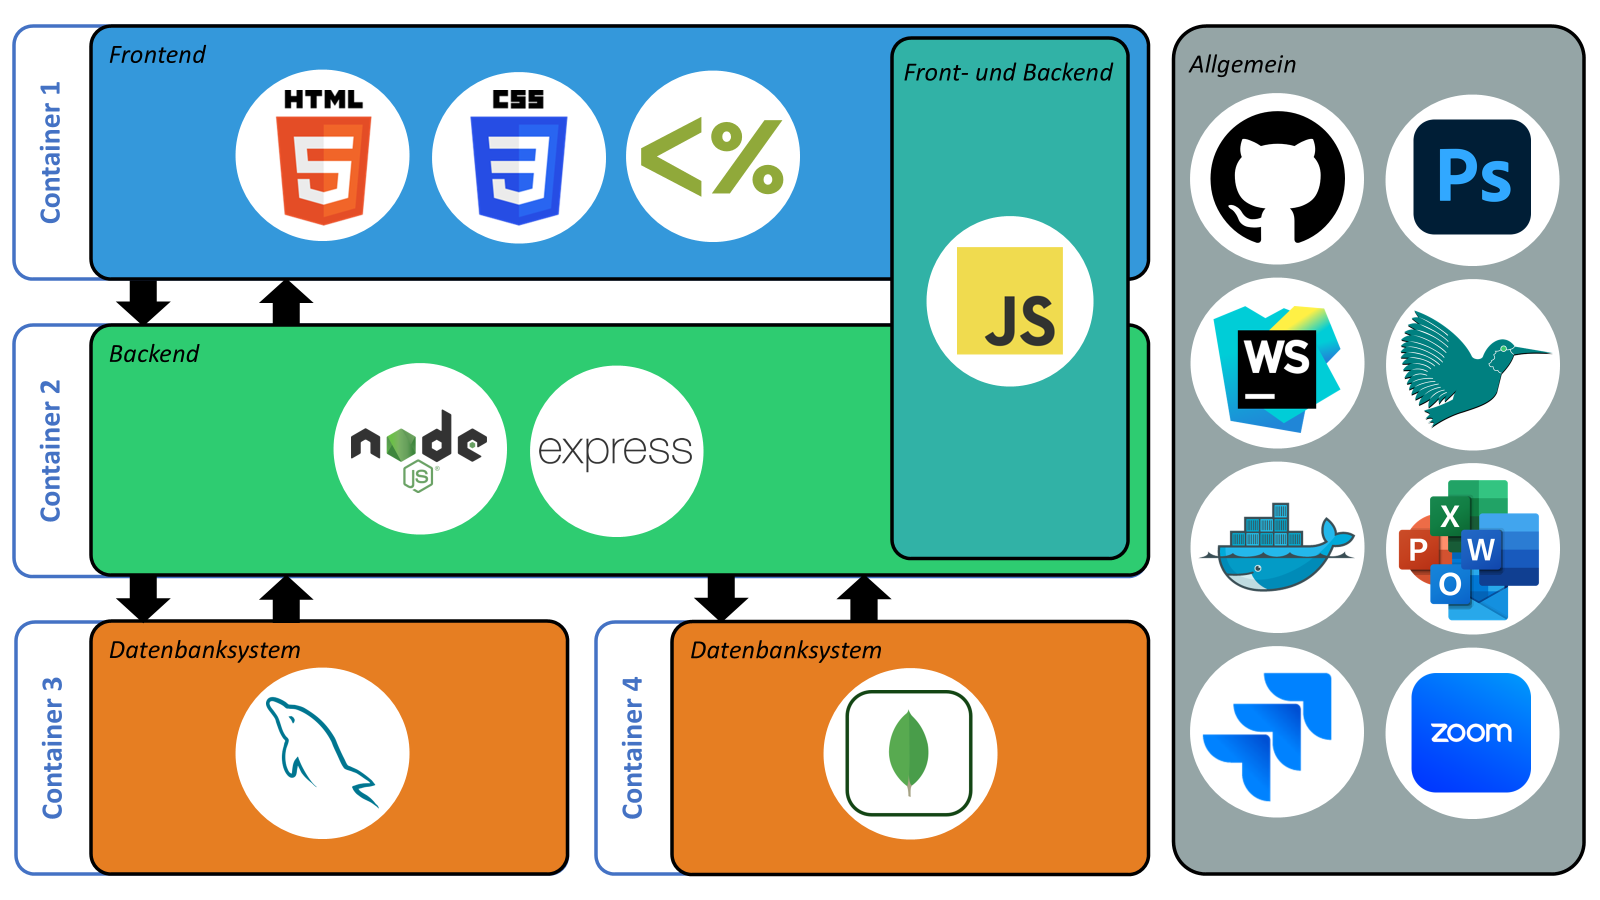 Container 1
Frontend
HTML
5
CSS
3
<%
Front- und Backend
JS
Container 2
Backend
node
JS
®
express
Container 3
Datenbanksystem
Container 4
Datenbanksystem
Allgemein
Ps
WS
X
P W
O
zoom